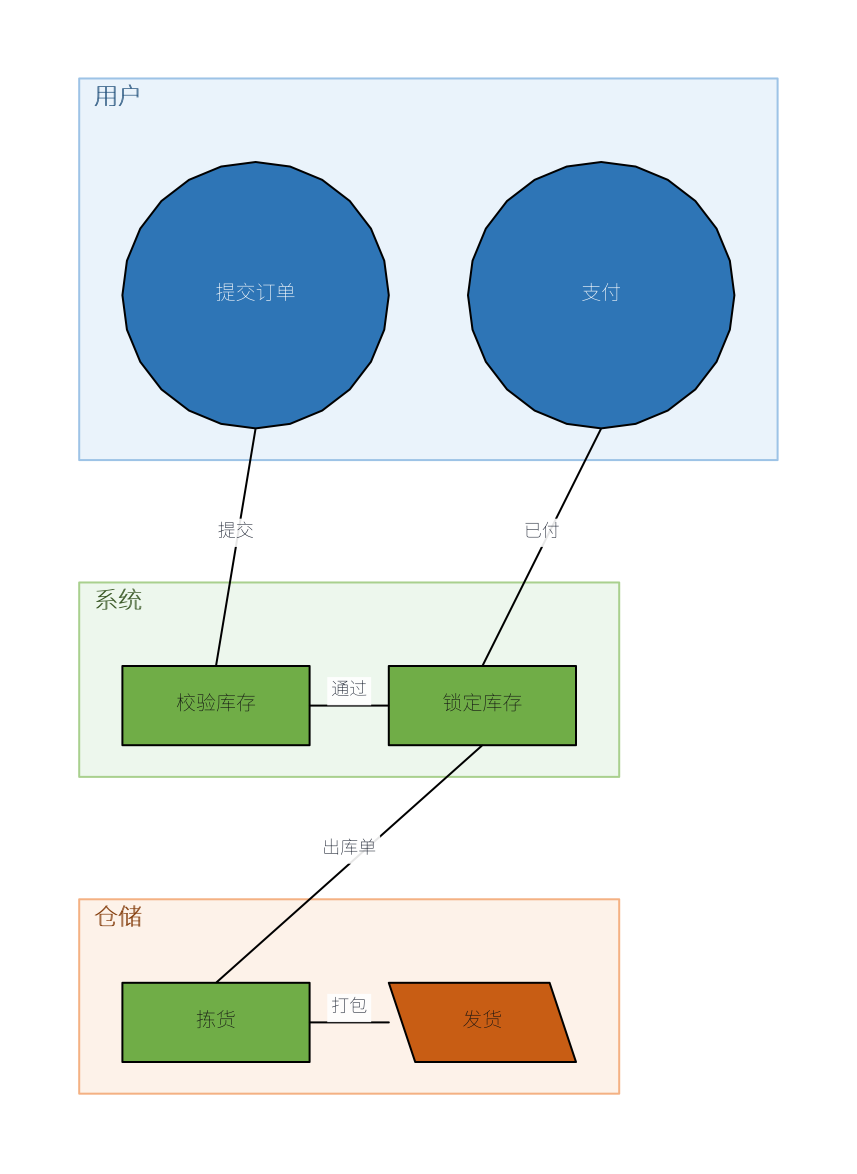 用户
提交订单
支付
提交
已付
系统
校验库存
通过
锁定库存
出库单
仓储
拣货
打包
发货